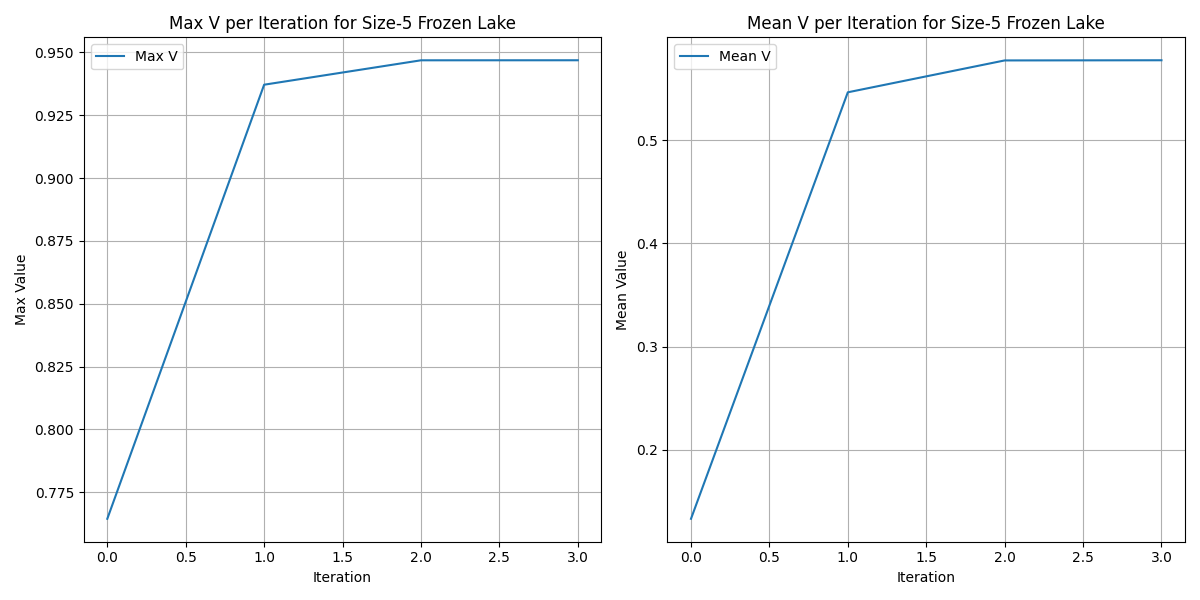 Max V per Iteration for Size-5 Frozen Lake
Max V
0.950
0.925
0.900
0.875
0.850
0.825
0.800
0.775
Max Value
0.0 0.5 1.0 1.5 2.0 2.5 3.0
Iteration
Mean V per Iteration for Size-5 Frozen Lake
Mean V
0.5
0.4
0.3
0.2
Mean Value
0.0 0.5 1.0 1.5 2.0 2.5 3.0
Iteration